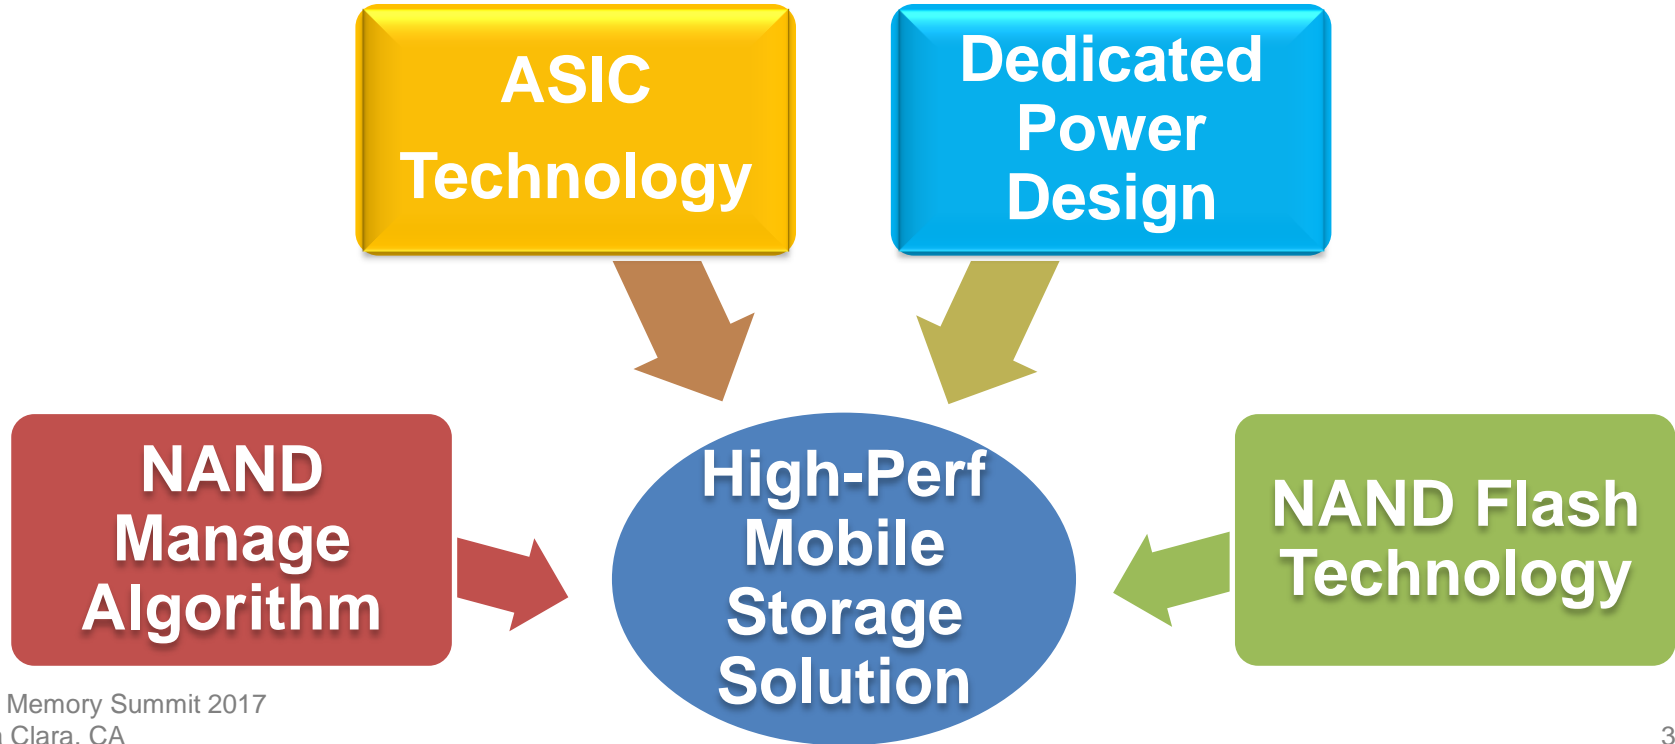 ASIC
Technology
Dedicated
Power
Design
NAND
Manage
Algorithm
High-Perf
Mobile
Storage
Solution
NAND Flash
Technology
Memory Summit 2017
Clara, CA
3